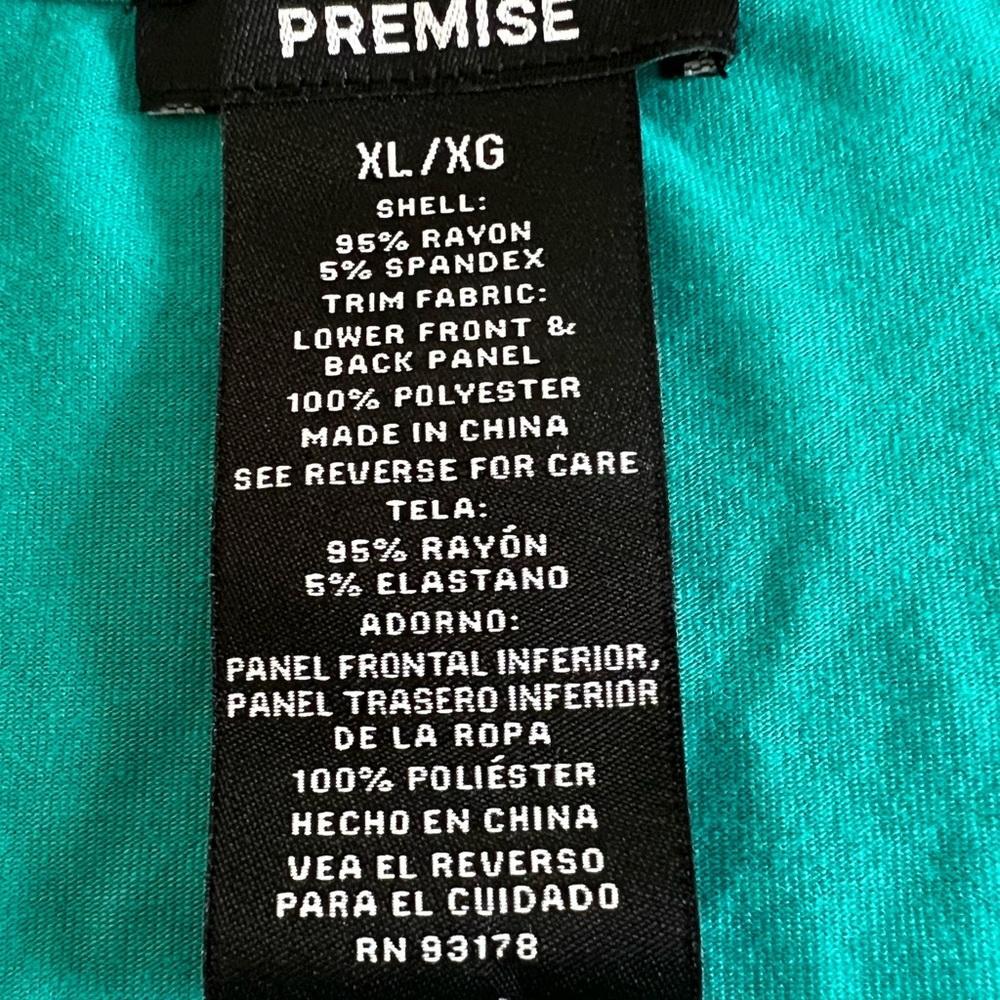 PREMISE
XL/XG
SHELL:
95% RAYON
5% SPANDEX
TRIM FABRIC:
LOWER FRONT &
BACK PANEL
100% POLYESTER
MADE IN CHINA
SEE REVERSE FOR CARE
TELA:
95% RAYÓN
5% ELASTANO
ADORNO:
PANEL FRONTAL INFERIOR,
PANEL TRASERO INFERIOR
DE LA ROPA
100% POLIÉSTER
HECHO EN CHINA
VEA EL REVERSO
PARA EL CUIDADO
RN 93178